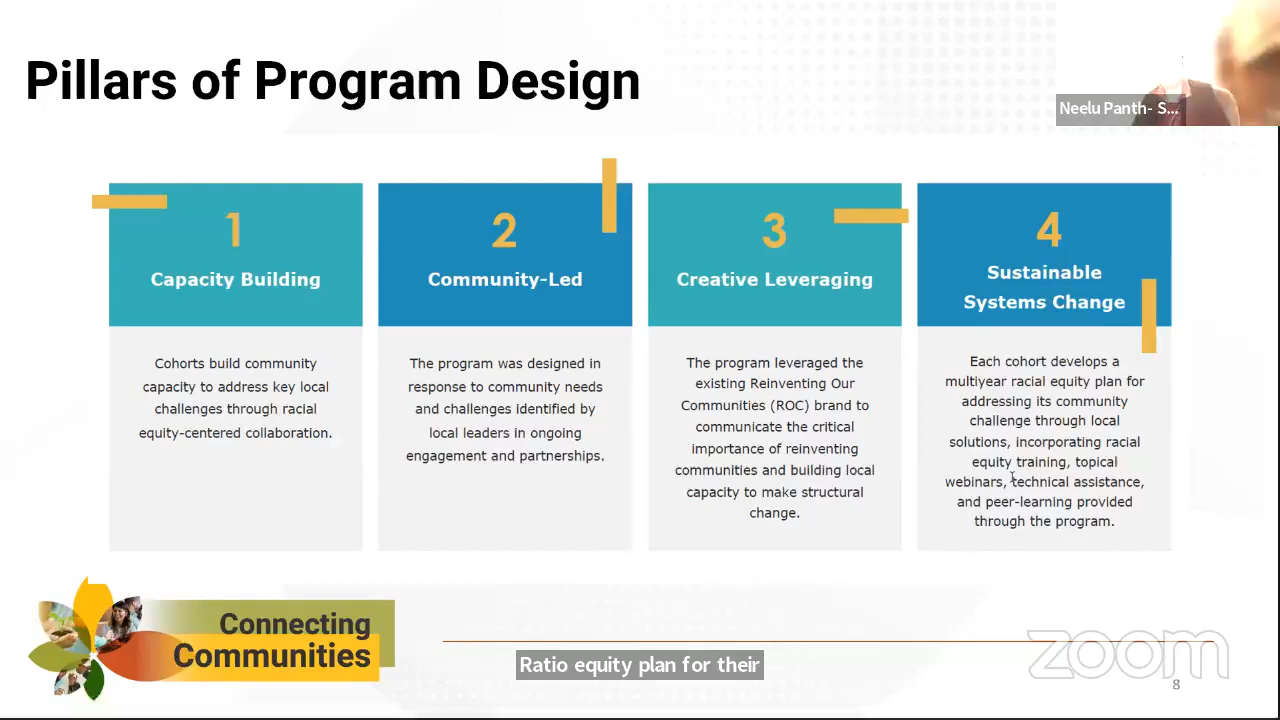 Pillars of Program Design
Neelu Panth- S...
1
Capacity Building
Cohorts build community
capacity to address key local
challenges through racial
equity-centered collaboration.
2
Community-Led
The program was designed in
response to community needs
and challenges identified by
local leaders in ongoing
engagement and partnerships.
3
Creative Leveraging
The program leveraged the
existing Reinventing Our
Communities (ROC) brand to
communicate the critical
importance of reinventing
communities and building local
capacity to make structural
change.
4
Sustainable
Systems Change
Each cohort develops a
multiyear racial equity plan for
addressing its community
challenge through local
solutions, incorporating racial
equity training, topical
webinars, technical assistance,
and peer-learning provided
through the program.
Connecting
Communities
Ratio equity plan for their
zoom
8